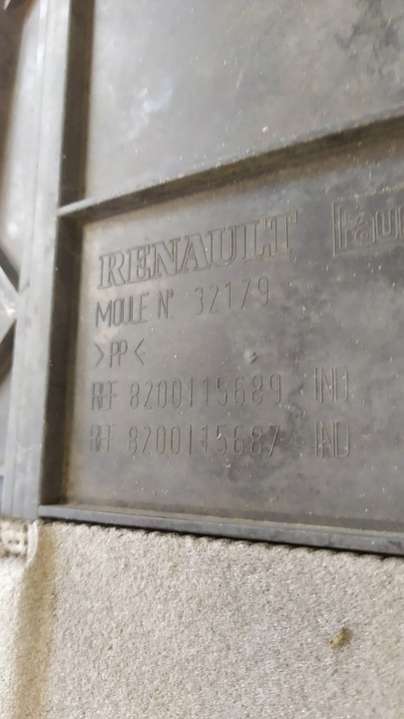 RENAULT
MOULE N° 32179
>PP<
REF 8200115689 IND
REF 8200115687 IND